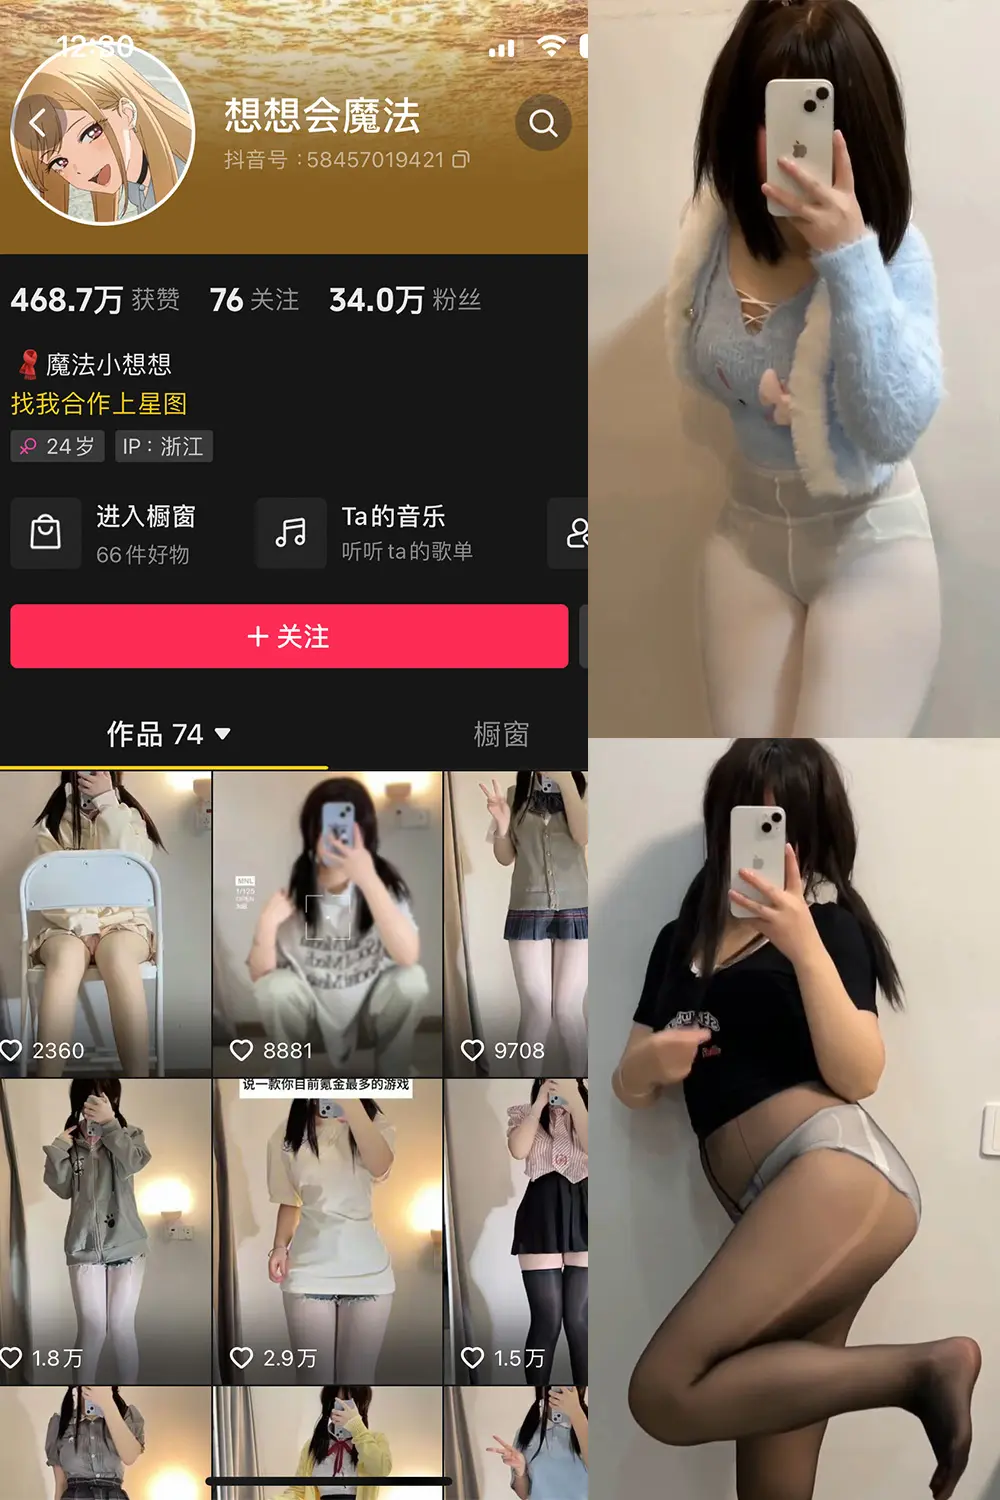 12:30
想想会魔法
抖音号：58457019421
468.7万 获赞 76 关注 34.0万 粉丝
魔法小想想
找我合作上星图
24岁 IP：浙江
进入橱窗
66件好物
Ta的音乐
听听ta的歌单
+ 关注
作品 74 橱窗
MNL
1/125
2360 8881 9708
说一款你目前氪金最多的游戏
1.8万 2.9万 1.5万